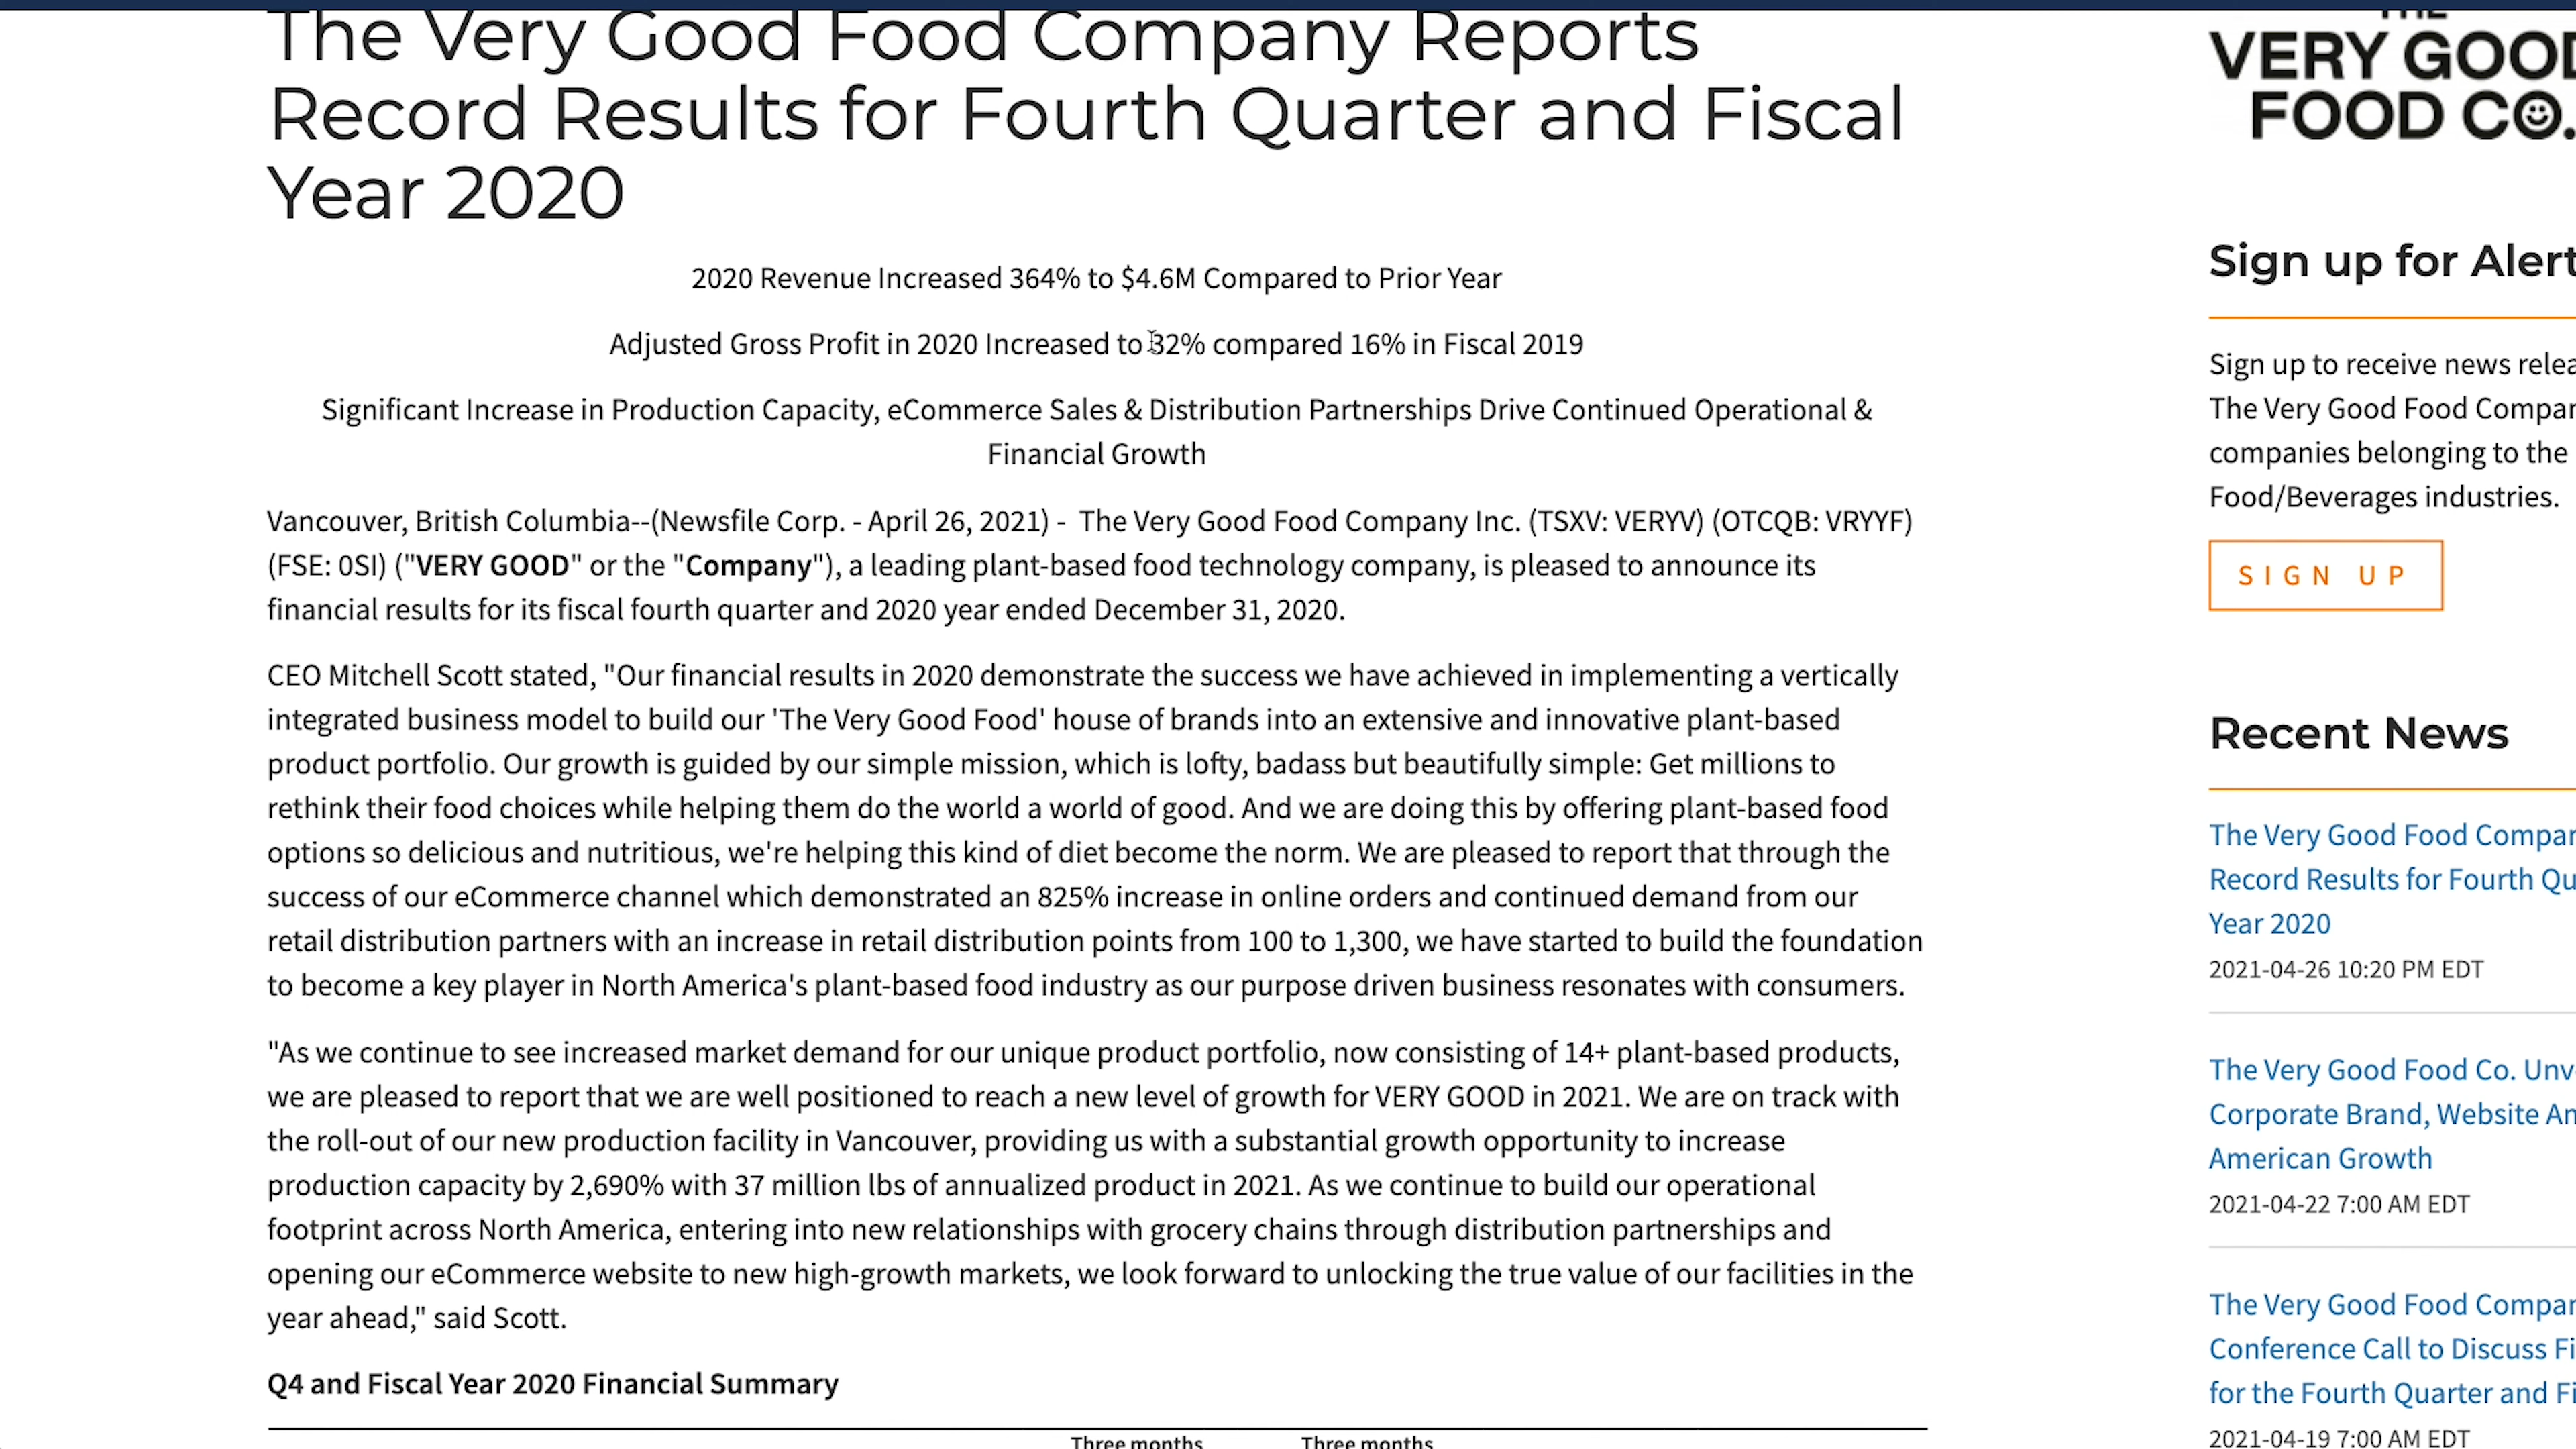 The Very Good Food Company Reports
Record Results for Fourth Quarter and Fiscal
Year 2020
2020 Revenue Increased 364% to $4.6M Compared to Prior Year
Adjusted Gross Profit in 2020 Increased to 32% compared 16% in Fiscal 2019
Significant Increase in Production Capacity, eCommerce Sales & Distribution Partnerships Drive Continued Operational &
Financial Growth
Vancouver, British Columbia--(Newsfile Corp. - April 26, 2021) - The Very Good Food Company Inc. (TSXV: VERYV) (OTCQB: VRYYF)
(FSE: 0SI) ("VERY GOOD" or the "Company"), a leading plant-based food technology company, is pleased to announce its
financial results for its fiscal fourth quarter and 2020 year ended December 31, 2020.
CEO Mitchell Scott stated, "Our financial results in 2020 demonstrate the success we have achieved in implementing a vertically
integrated business model to build our 'The Very Good Food' house of brands into an extensive and innovative plant-based
product portfolio. Our growth is guided by our simple mission, which is lofty, badass but beautifully simple: Get millions to
rethink their food choices while helping them do the world a world of good. And we are doing this by offering plant-based food
options so delicious and nutritious, we're helping this kind of diet become the norm. We are pleased to report that through the
success of our eCommerce channel which demonstrated an 825% increase in online orders and continued demand from our
retail distribution partners with an increase in retail distribution points from 100 to 1,300, we have started to build the foundation
to become a key player in North America's plant-based food industry as our purpose driven business resonates with consumers.
"As we continue to see increased market demand for our unique product portfolio, now consisting of 14+ plant-based products,
we are pleased to report that we are well positioned to reach a new level of growth for VERY GOOD in 2021. We are on track with
the roll-out of our new production facility in Vancouver, providing us with a substantial growth opportunity to increase
production capacity by 2,690% with 37 million lbs of annualized product in 2021. As we continue to build our operational
footprint across North America, entering into new relationships with grocery chains through distribution partnerships and
opening our eCommerce website to new high-growth markets, we look forward to unlocking the true value of our facilities in the
year ahead," said Scott.
Q4 and Fiscal Year 2020 Financial Summary
Three months Three months
THE
VERY GOOD
FOOD CO.
Sign up for Alert
Sign up to receive news relea
The Very Good Food Compar
companies belonging to the
Food/Beverages industries.
SIGN UP
Recent News
The Very Good Food Compar
Record Results for Fourth Qu
Year 2020
2021-04-26 10:20 PM EDT
The Very Good Food Co. Unv
Corporate Brand, Website An
American Growth
2021-04-22 7:00 AM EDT
The Very Good Food Compar
Conference Call to Discuss Fi
for the Fourth Quarter and Fi
2021-04-19 7:00 AM EDT